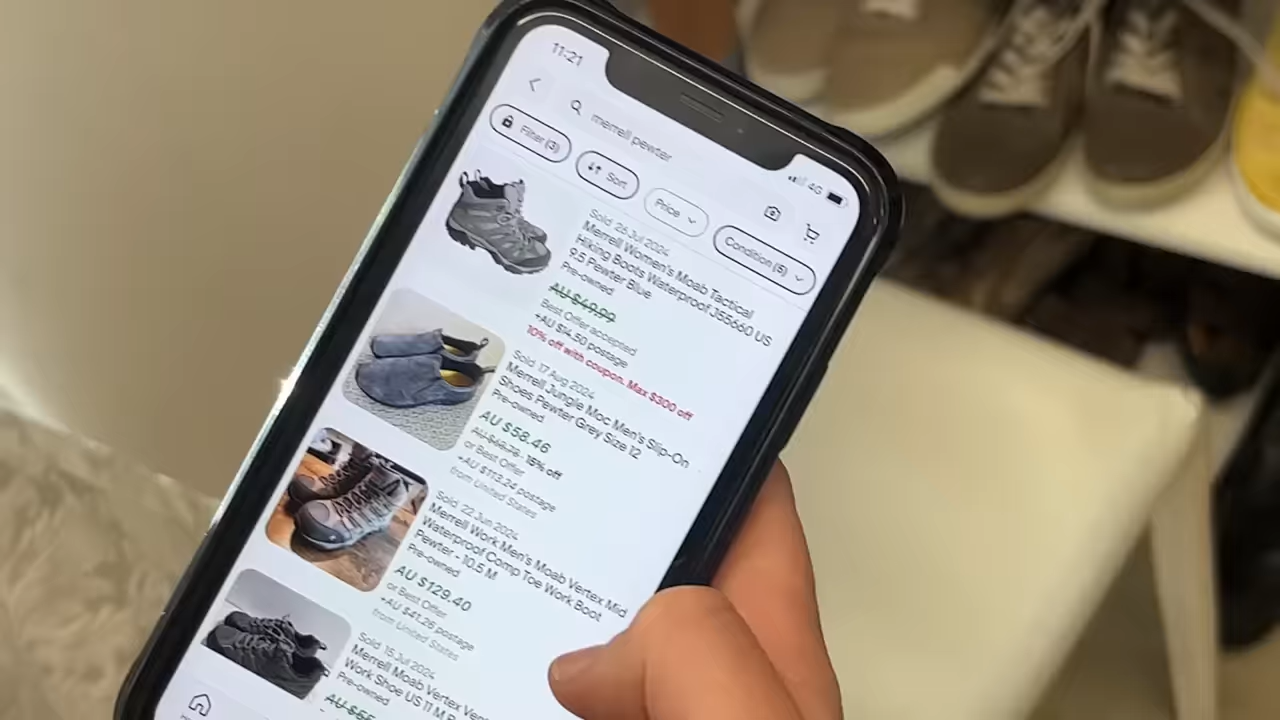 11:21
4G
merrell pewter
Filter (3)
Sort
Price
Condition (6)
Sold 26 Jul 2024
Merrell Women's Moab Tactical
Hiking Boots Waterproof J55660 US
9.5 Pewter Blue
Pre-owned
AU $49.99
Best Offer accepted
+AU $14.50 postage
10% off with coupon, Max $300 off
Sold 17 Aug 2024
Merrell Jungle Moc Men's Slip-On
Shoes Pewter Grey Size 12
Pre-owned
AU $58.46
AU $68.78 15% off
or Best Offer
+AU $113.24 postage
from United States
Sold 22 Jun 2024
Merrell Work Men's Moab Vertex Mid
Waterproof Comp Toe Work Boot
Pewter - 10.5 M
Pre-owned
AU $129.40
or Best Offer
+AU $41.26 postage
from United States
Sold 15 Jul 2024
Merrell Moab Vertex Ven
Work Shoe US 11 M
Pre-owned